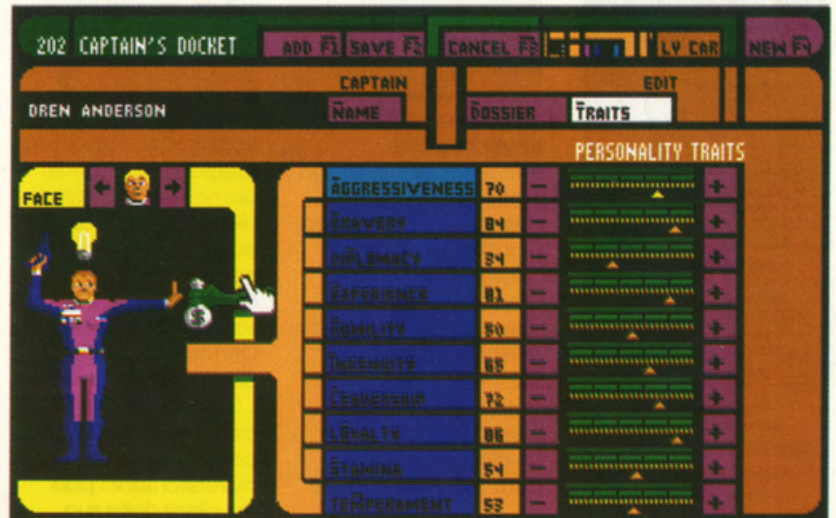 202 CAPTAIN'S DOCKET ADD F1 SAVE F2 CANCEL F3 LY CAR NEW F4
CAPTAIN EDIT
DREN ANDERSON NAME DOSSIER TRAITS
PERSONALITY TRAITS
FACE
AGGRESSIVENESS 70 - +
BRAVERY 84 - +
DIPLOMACY 34 - +
EXPERIENCE 81 - +
HUMILITY 50 - +
INGENUITY 65 - +
LEADERSHIP 72 - +
LOYALTY 86 - +
STAMINA 54 - +
TEMPERAMENT 53 - +
$